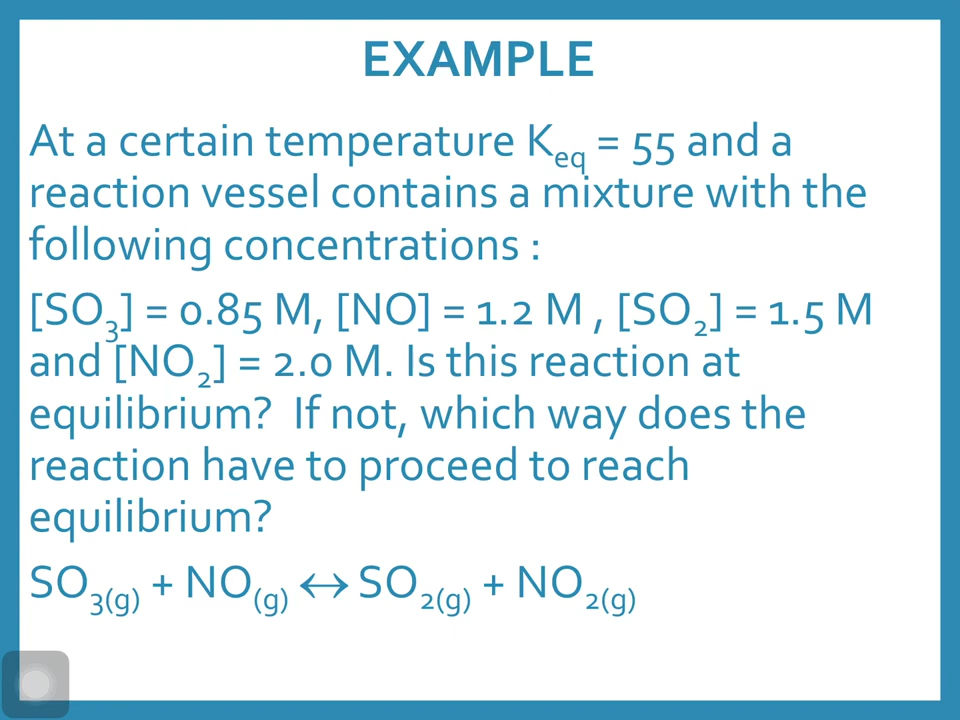 EXAMPLE
At a certain temperature K₍eq₎ = 55 and a
reaction vessel contains a mixture with the
following concentrations :
[SO₃] = 0.85 M, [NO] = 1.2 M , [SO₂] = 1.5 M
and [NO₂] = 2.0 M. Is this reaction at
equilibrium?  If not, which way does the
reaction have to proceed to reach
equilibrium?
SO₃(g) + NO(g) ↔ SO₂(g) + NO₂(g)